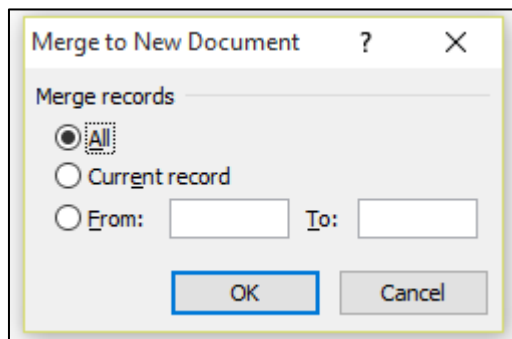 Merge to New Document ?
Merge records
All
Current record
From: To:
OK Cancel